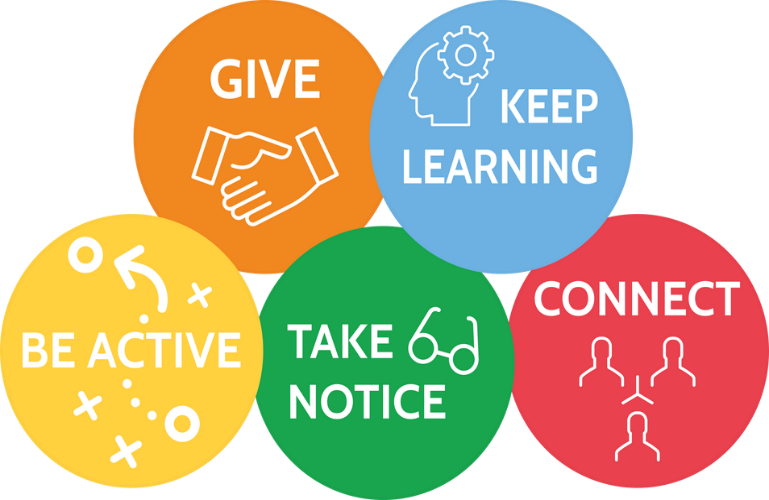 GIVE
KEEP
LEARNING
BE ACTIVE
TAKE
NOTICE
CONNECT